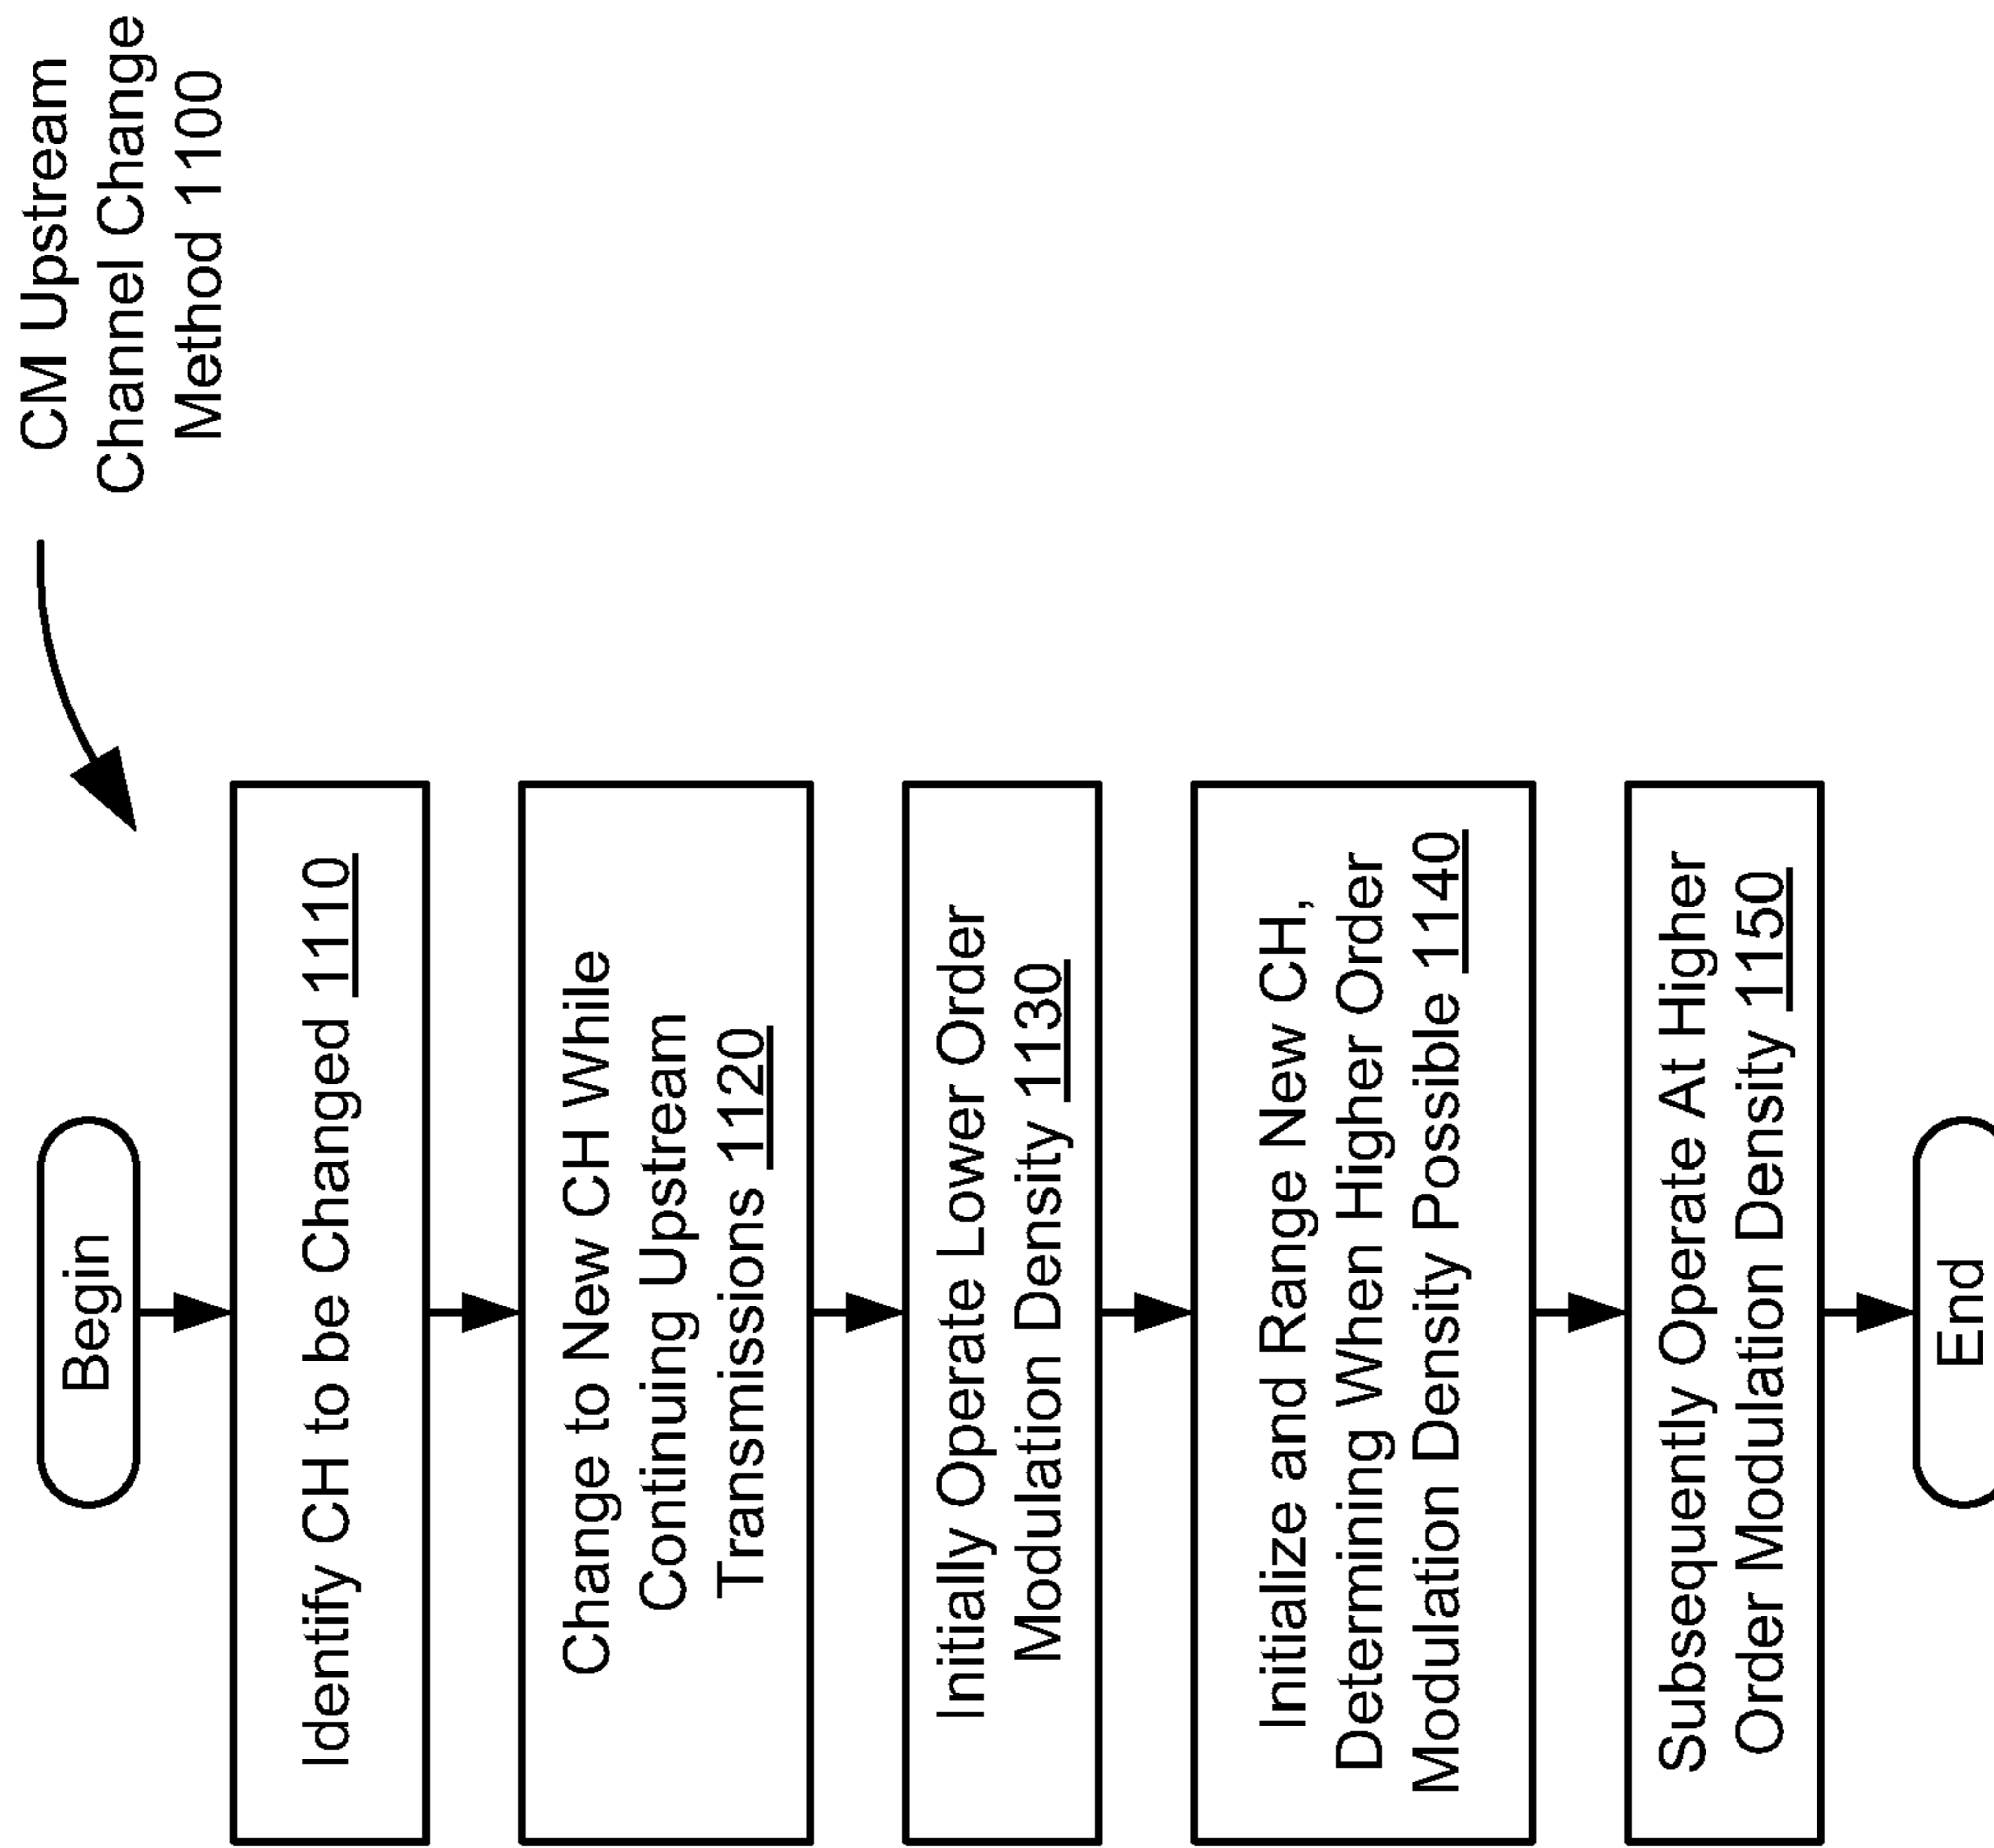 CM Upstream
Channel Change
Method 1100
Begin
Identify CH to be Changed 1110
Change to New CH While
Continuing Upstream
Transmissions 1120
Initially Operate Lower Order
Modulation Density 1130
Initialize and Range New CH,
Determining When Higher Order
Modulation Density Possible 1140
Subsequently Operate At Higher
Order Modulation Density 1150
End